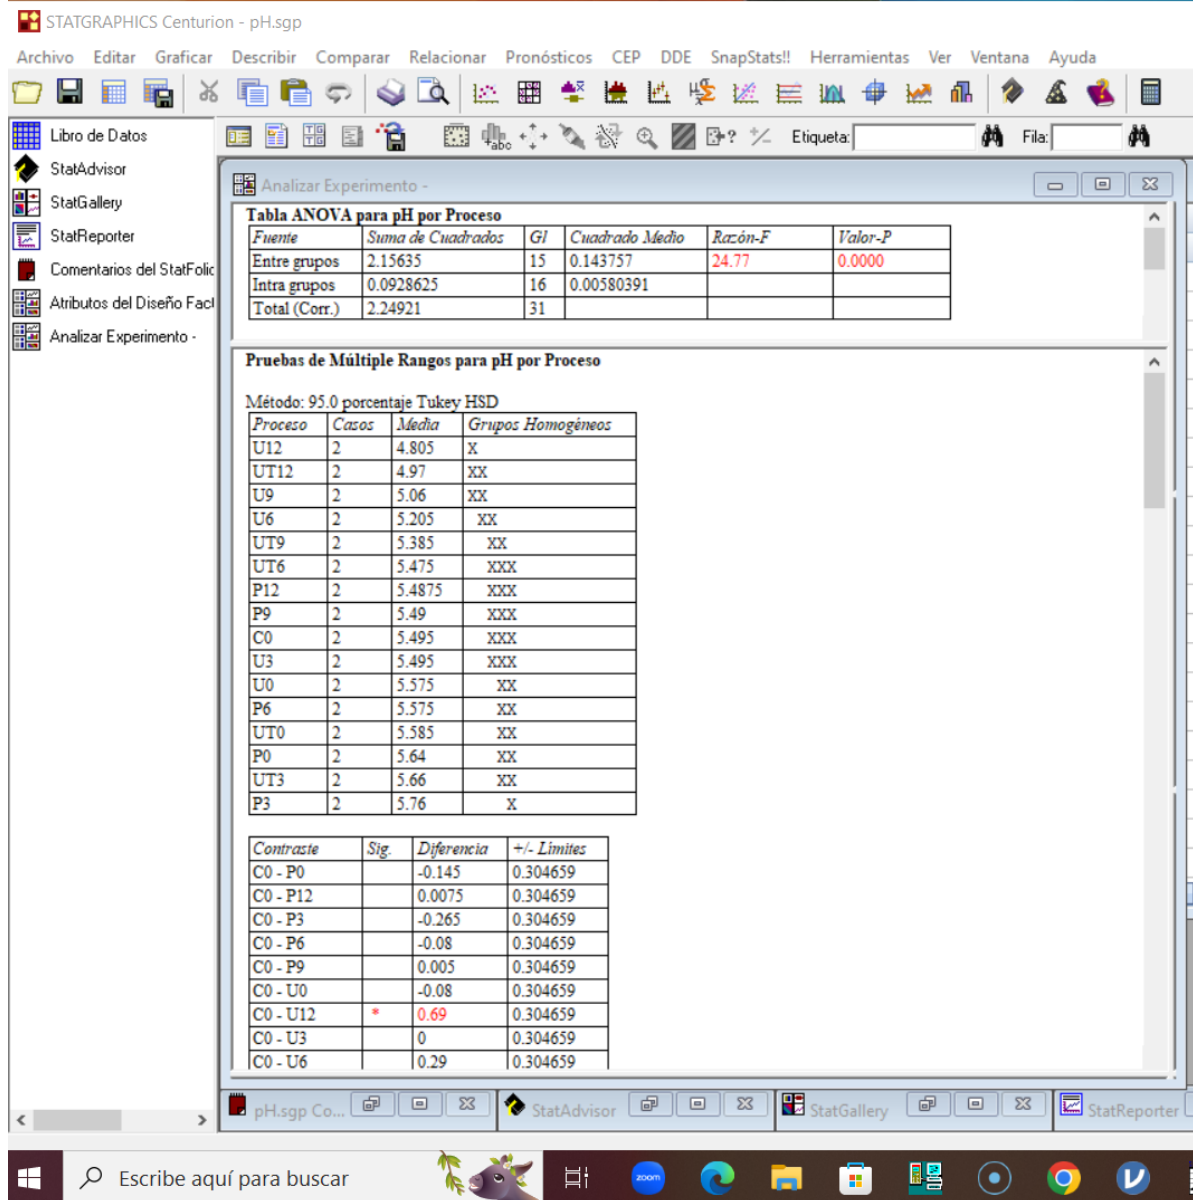 STATGRAPHICS Centurion - pH.sgp
Archivo Editar Graficar Describir Comparar Relacionar Pronósticos CEP DDE SnapStats!! Herramientas Ver Ventana Ayuda
Etiqueta: Fila:
Libro de Datos
StatAdvisor
StatGallery
StatReporter
Comentarios del StatFolio
Atributos del Diseño Fact
Analizar Experimento -
Analizar Experimento -
Tabla ANOVA para pH por Proceso
Fuente Suma de Cuadrados Gl Cuadrado Medio Razón-F Valor-P
Entre grupos 2.15635 15 0.143757 24.77 0.0000
Intra grupos 0.0928625 16 0.00580391
Total (Corr.) 2.24921 31
Pruebas de Múltiple Rangos para pH por Proceso
Método: 95.0 porcentaje Tukey HSD
Proceso Casos Media Grupos Homogéneos
U12 2 4.805 X
UT12 2 4.97 XX
U9 2 5.06 XX
U6 2 5.205 XX
UT9 2 5.385 XX
UT6 2 5.475 XXX
P12 2 5.4875 XXX
P9 2 5.49 XXX
C0 2 5.495 XXX
U3 2 5.495 XXX
U0 2 5.575 XX
P6 2 5.575 XX
UT0 2 5.585 XX
P0 2 5.64 XX
UT3 2 5.66 XX
P3 2 5.76 X
Contraste Sig. Diferencia +/- Límites
C0 - P0 -0.145 0.304659
C0 - P12 0.0075 0.304659
C0 - P3 -0.265 0.304659
C0 - P6 -0.08 0.304659
C0 - P9 0.005 0.304659
C0 - U0 -0.08 0.304659
C0 - U12 * 0.69 0.304659
C0 - U3 0 0.304659
C0 - U6 0.29 0.304659
pH.sgp Co... StatAdvisor StatGallery StatReporter
Escribe aquí para buscar
zoom